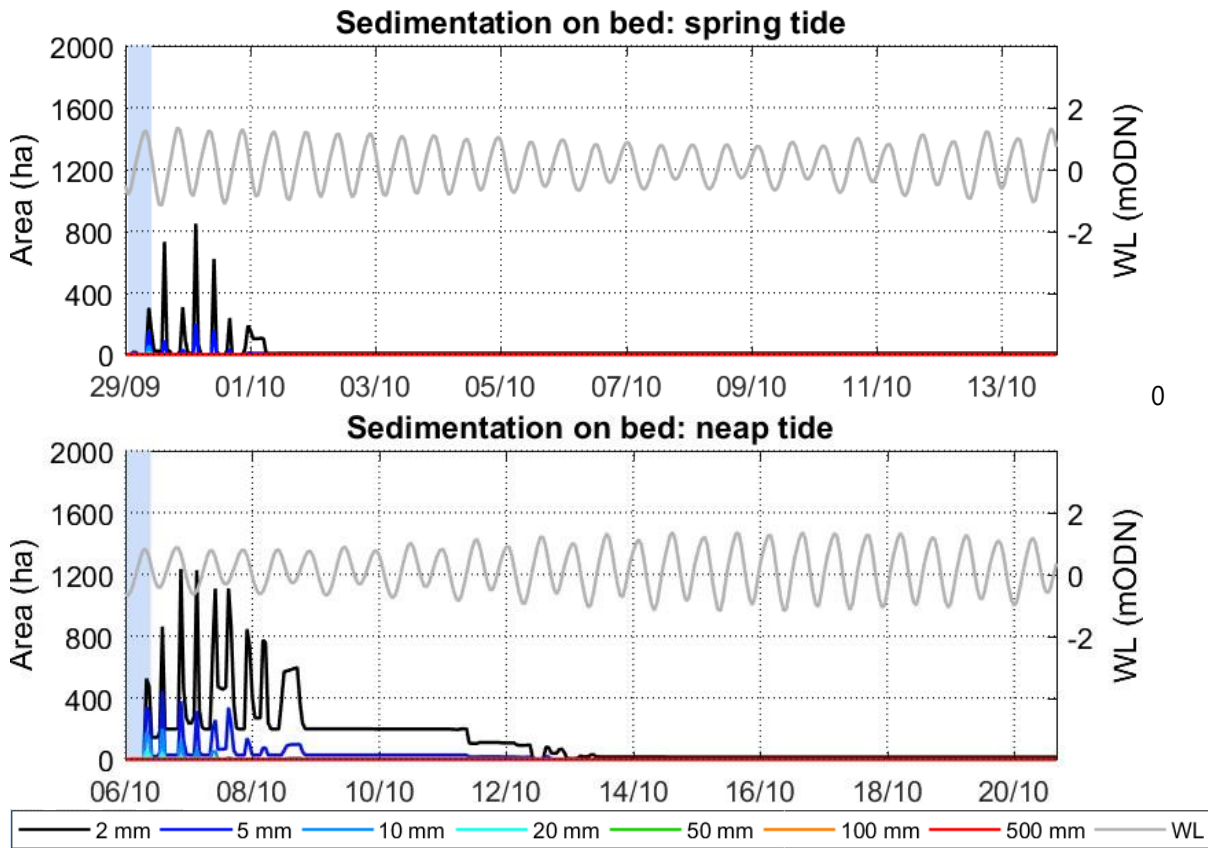 Sedimentation on bed: spring tide
2000
1600
1200
800
400
0
Area (ha)
2
0
-2
WL (mODN)
29/09 01/10 03/10 05/10 07/10 09/10 11/10 13/10
0
Sedimentation on bed: neap tide
2000
1600
1200
800
400
0
Area (ha)
2
0
-2
WL (mODN)
06/10 08/10 10/10 12/10 14/10 16/10 18/10 20/10
2 mm 5 mm 10 mm 20 mm 50 mm 100 mm 500 mm WL